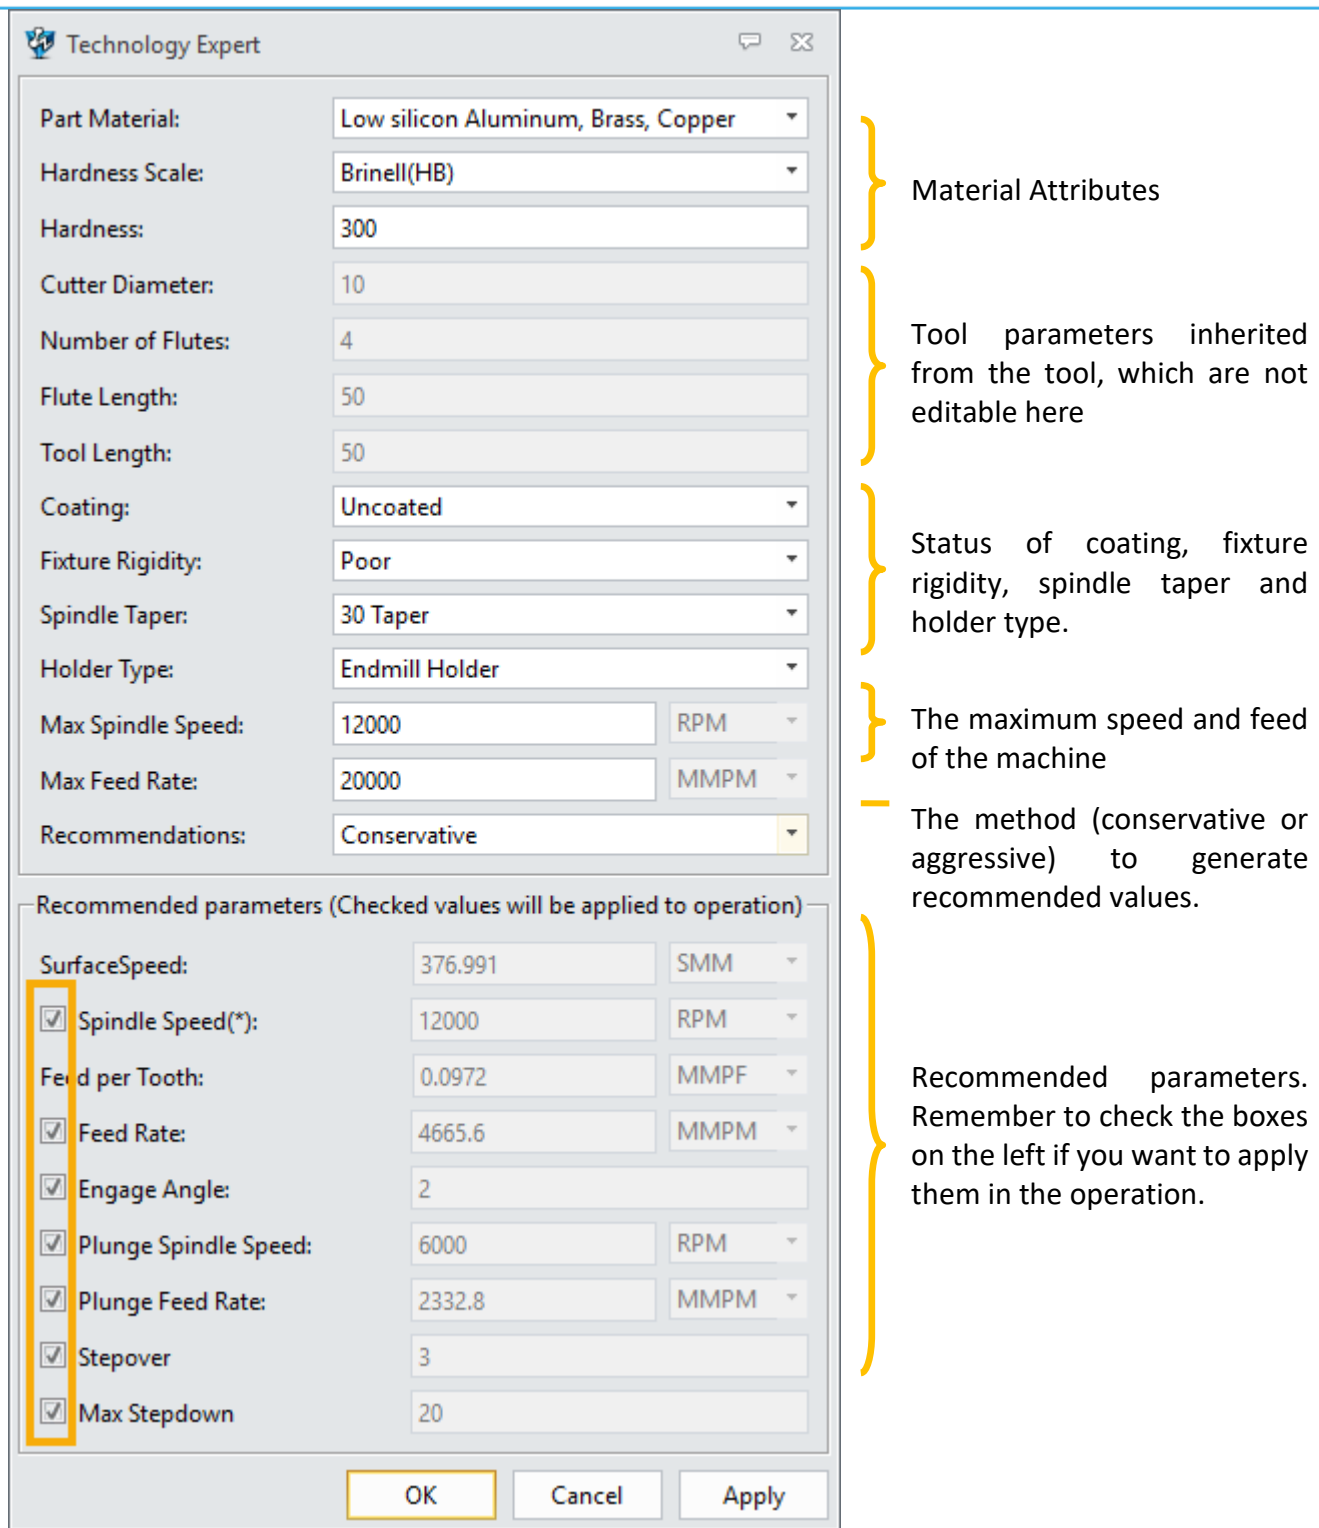 Technology Expert
Part Material: Low silicon Aluminum, Brass, Copper
Hardness Scale: Brinell(HB)
Hardness: 300
Cutter Diameter: 10
Number of Flutes: 4
Flute Length: 50
Tool Length: 50
Coating: Uncoated
Fixture Rigidity: Poor
Spindle Taper: 30 Taper
Holder Type: Endmill Holder
Max Spindle Speed: 12000 RPM
Max Feed Rate: 20000 MMPM
Recommendations: Conservative
Recommended parameters (Checked values will be applied to operation)
SurfaceSpeed: 376.991 SMM
Spindle Speed(*): 12000 RPM
Feed per Tooth: 0.0972 MMPF
Feed Rate: 4665.6 MMPM
Engage Angle: 2
Plunge Spindle Speed: 6000 RPM
Plunge Feed Rate: 2332.8 MMPM
Stepover 3
Max Stepdown 20
OK Cancel Apply
Material Attributes
Tool parameters inherited
from the tool, which are not
editable here
Status of coating, fixture
rigidity, spindle taper and
holder type.
The maximum speed and feed
of the machine
The method (conservative or
aggressive) to generate
recommended values.
Recommended parameters.
Remember to check the boxes
on the left if you want to apply
them in the operation.